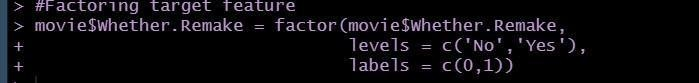 > #Factoring target feature
> movie$Whether.Remake = factor(movie$Whether.Remake,
+ levels = c('No','Yes'),
+ labels = c(0,1))